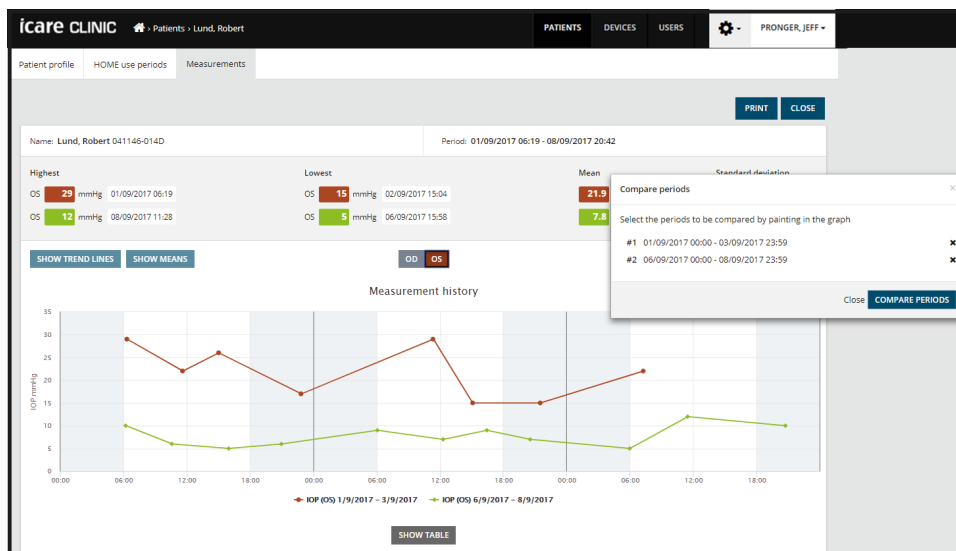 icare CLINIC › Patients › Lund, Robert PATIENTS DEVICES USERS PRONGER, JEFF
Patient profile HOME use periods Measurements
PRINT CLOSE
Name: Lund, Robert 041146-014D Period: 01/09/2017 06:19 - 08/09/2017 20:42
Highest Lowest Mean Standard deviation
OS 29 mmHg 01/09/2017 06:19 OS 15 mmHg 02/09/2017 15:04 21.9
OS 12 mmHg 08/09/2017 11:28 OS 5 mmHg 06/09/2017 15:58 7.8
Compare periods ×
Select the periods to be compared by painting in the graph
#1 01/09/2017 00:00 - 03/09/2017 23:59 ×
#2 06/09/2017 00:00 - 08/09/2017 23:59 ×
Close COMPARE PERIODS
SHOW TREND LINES SHOW MEANS OD OS
Measurement history
IOP mmHg
35
30
25
20
15
10
5
0
00:00 06:00 12:00 18:00 00:00 06:00 12:00 18:00 00:00 06:00 12:00 18:00
IOP (OS) 1/9/2017 – 3/9/2017 IOP (OS) 6/9/2017 – 8/9/2017
SHOW TABLE